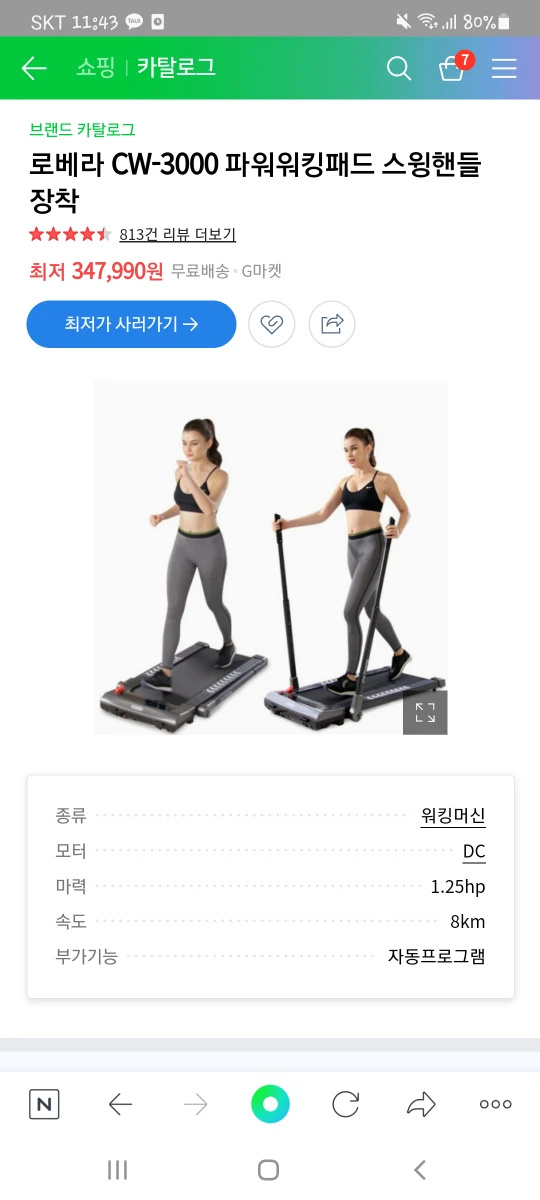 SKT 11:43 TALK 80%
쇼핑 | 카탈로그 7
브랜드 카탈로그
로베라 CW-3000 파워워킹패드 스윙핸들
장착
813건 리뷰 더보기
최저 347,990원 무료배송 · G마켓
최저가 사러가기 →
종류 워킹머신
모터 DC
마력 1.25hp
속도 8km
부가기능 자동프로그램
N